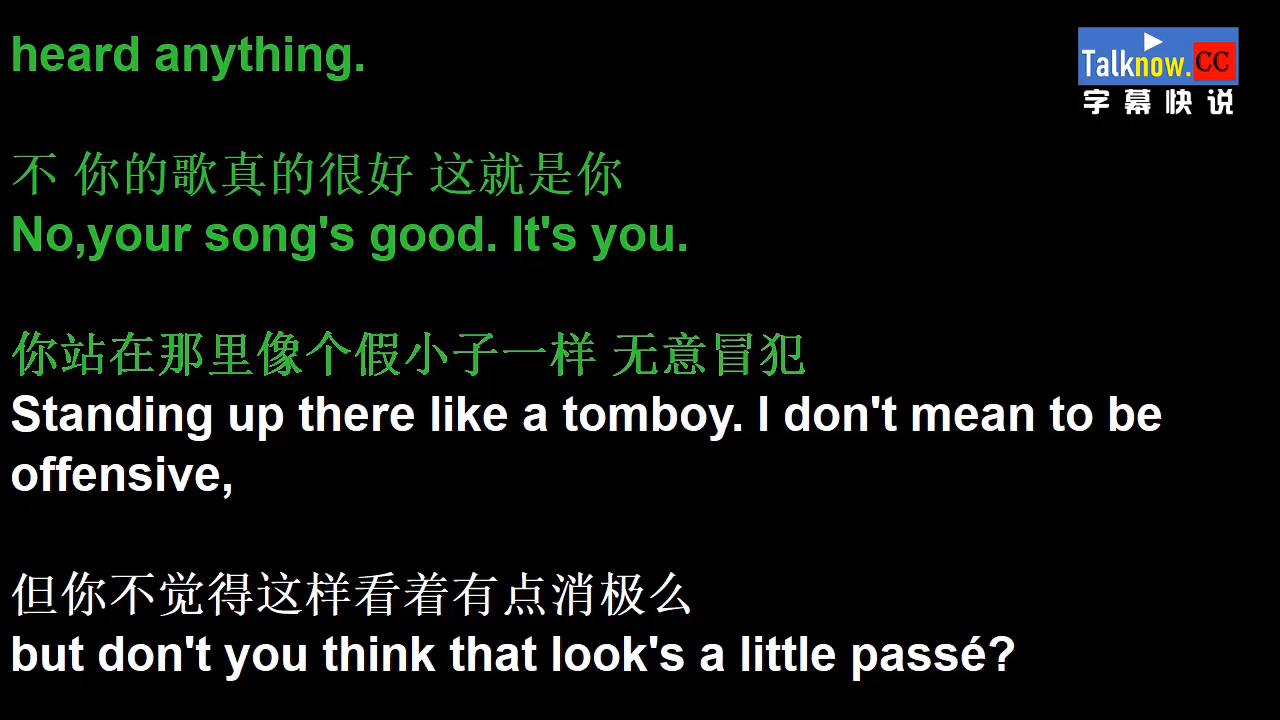 heard anything.
Talknow.CC
字幕快说
不 你的歌真的很好 这就是你
No,your song's good. It's you.
你站在那里像个假小子一样 无意冒犯
Standing up there like a tomboy. I don't mean to be
offensive,
但你不觉得这样看着有点消极么
but don't you think that look's a little passé?